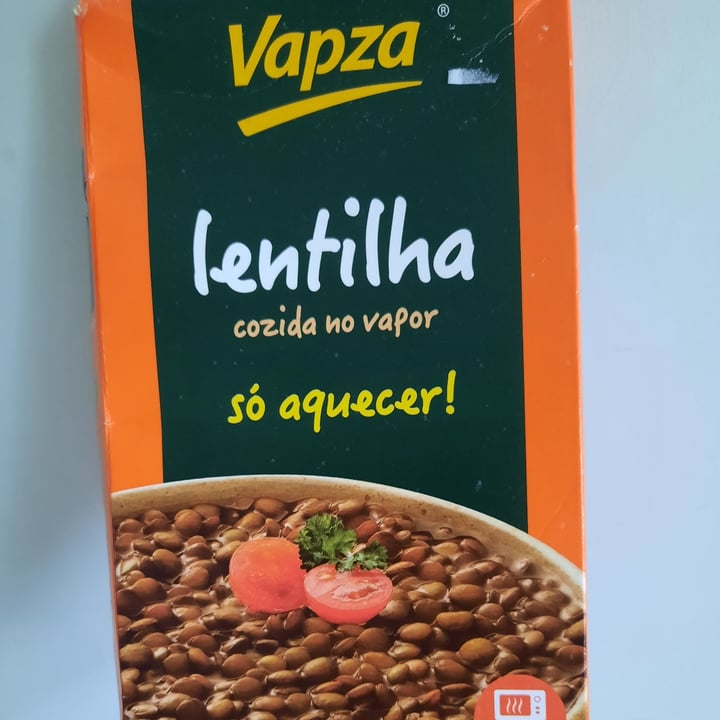 Vapza®
lentilha
cozida no vapor
só aquecer!